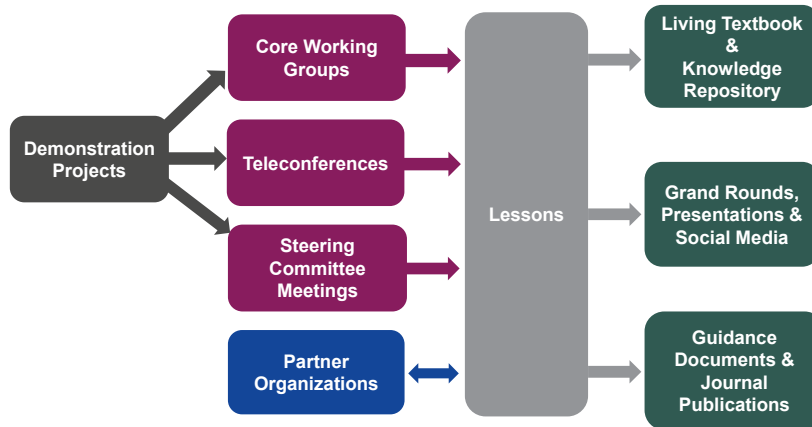 Demonstration
Projects
Core Working
Groups
Teleconferences
Steering
Committee
Meetings
Partner
Organizations
Lessons
Living Textbook
&
Knowledge
Repository
Grand Rounds,
Presentations &
Social Media
Guidance
Documents &
Journal
Publications